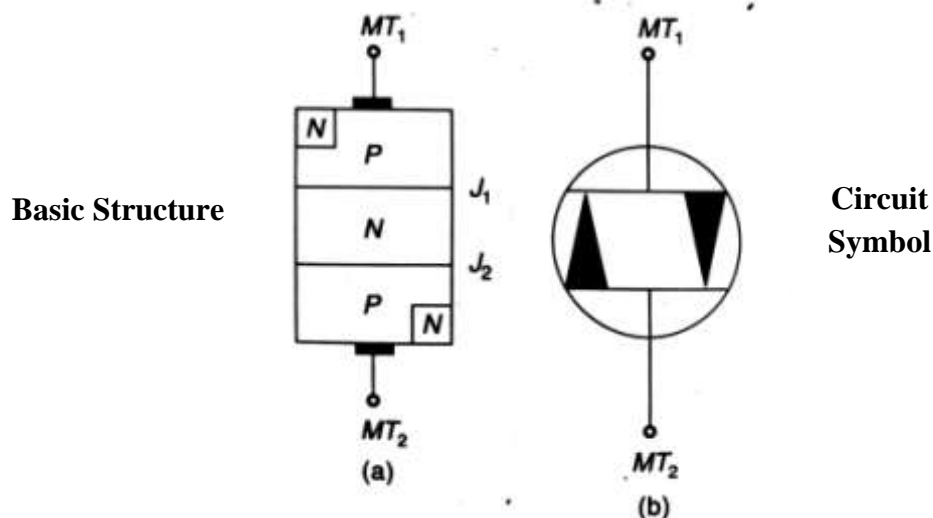 MT₁
MT₁
N
P
J₁
Basic Structure
N
Circuit
Symbol
J₂
P
N
MT₂
(a)
MT₂
(b)